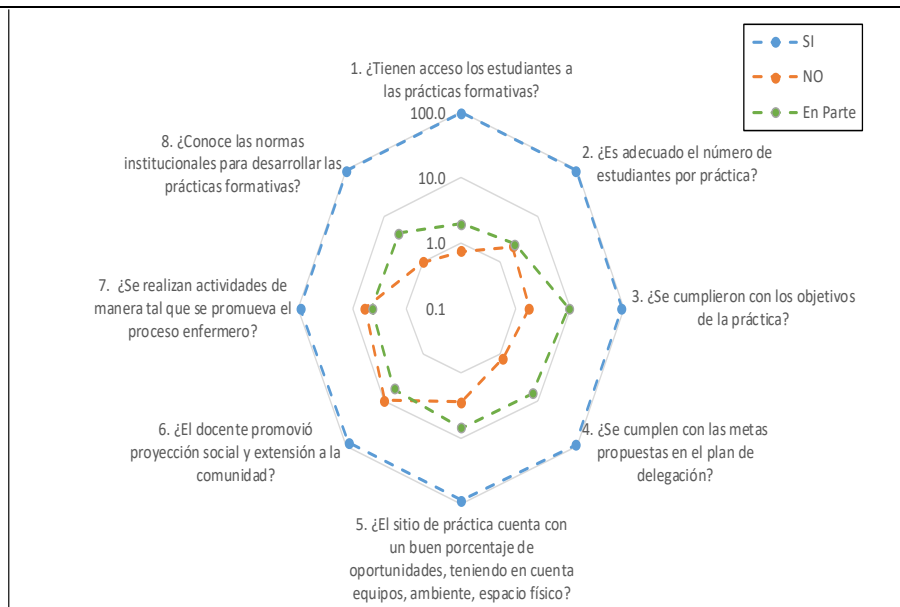 SI
NO
En Parte
1. ¿Tienen acceso los estudiantes a
las prácticas formativas?
100.0
10.0
1.0
0.1
2. ¿Es adecuado el número de
estudiantes por práctica?
3. ¿Se cumplieron con los objetivos
de la práctica?
4. ¿Se cumplen con las metas
propuestas en el plan de
delegación?
5. ¿El sitio de práctica cuenta con
un buen porcentaje de
oportunidades, teniendo en cuenta
equipos, ambiente, espacio físico?
6. ¿El docente promovió
proyección social y extensión a la
comunidad?
7. ¿Se realizan actividades de
manera tal que se promueva el
proceso enfermero?
8. ¿Conoce las normas
institucionales para desarrollar las
prácticas formativas?